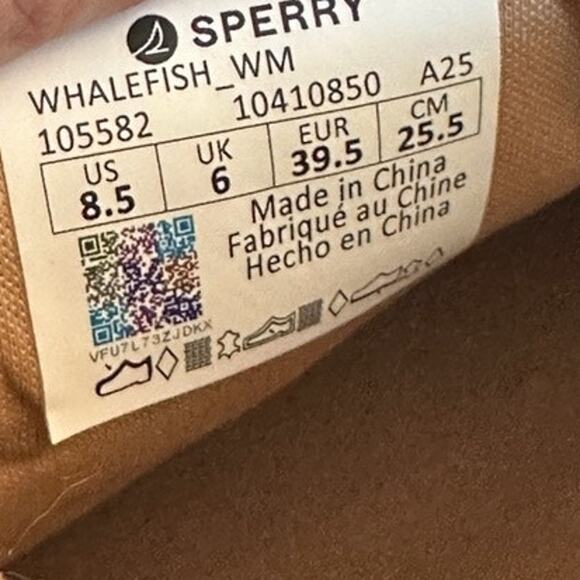 SPERRY
WHALEFISH_WM
105582 10410850 A25
US UK EUR CM
8.5 6 39.5 25.5
Made in China
Fabriqué au Chine
Hecho en China
VFU7L73ZJDKX